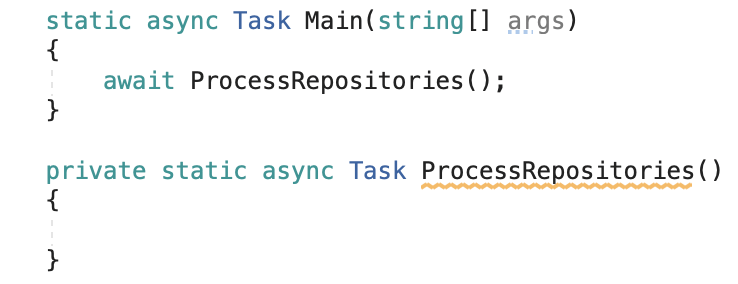 static async Task Main(string[] args)
{
    await ProcessRepositories();
}

private static async Task ProcessRepositories()
{

}